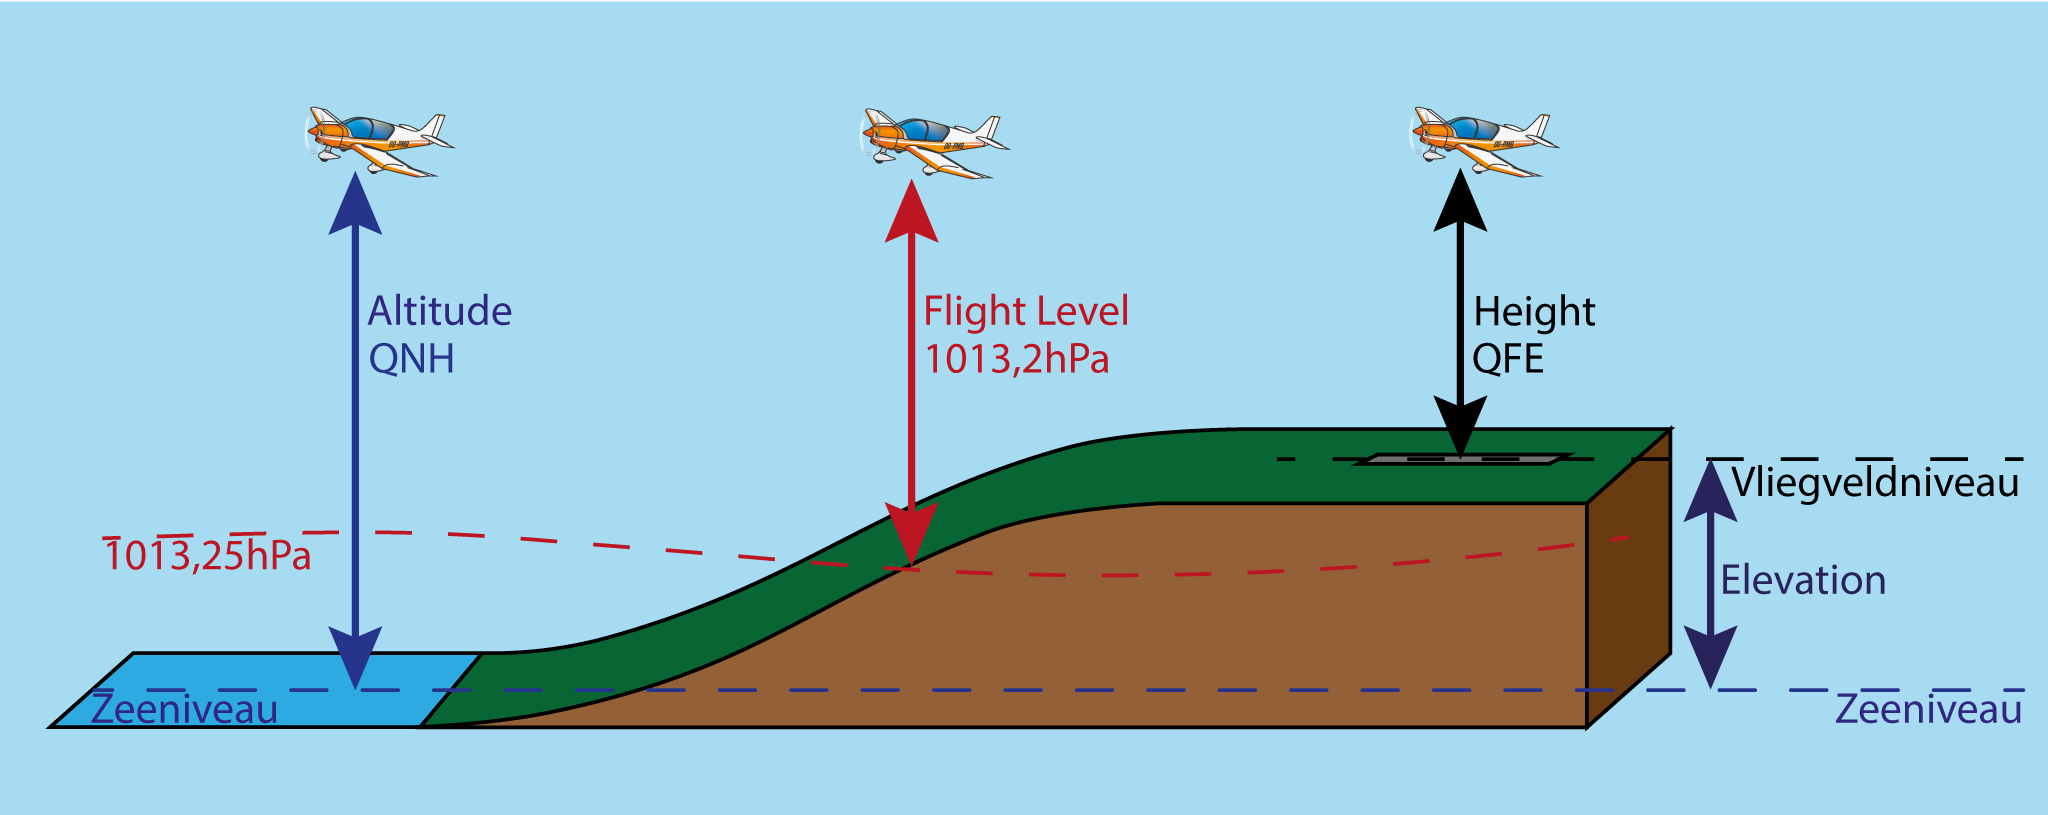 Altitude
QNH
Flight Level
1013,2hPa
Height
QFE
Vliegveldniveau
1013,25hPa
Elevation
Zeeniveau
Zeeniveau